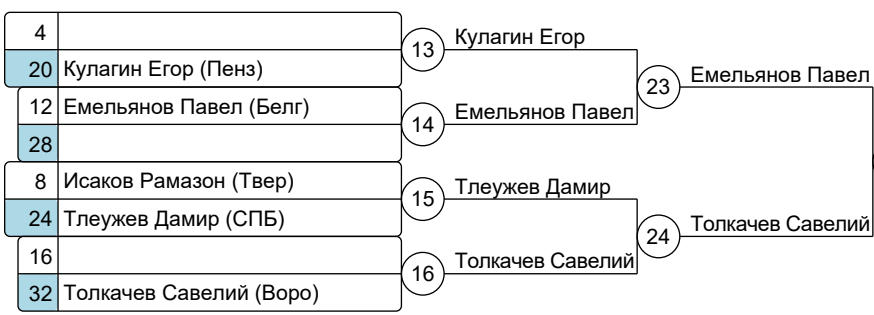 4
13 Кулагин Егор
20 Кулагин Егор (Пенз)
23 Емельянов Павел
12 Емельянов Павел (Белг)
14 Емельянов Павел
28
8 Исаков Рамазон (Твер)
15 Тлеужев Дамир
24 Тлеужев Дамир (СПБ)
24 Толкачев Савелий
16
16 Толкачев Савелий
32 Толкачев Савелий (Воро)